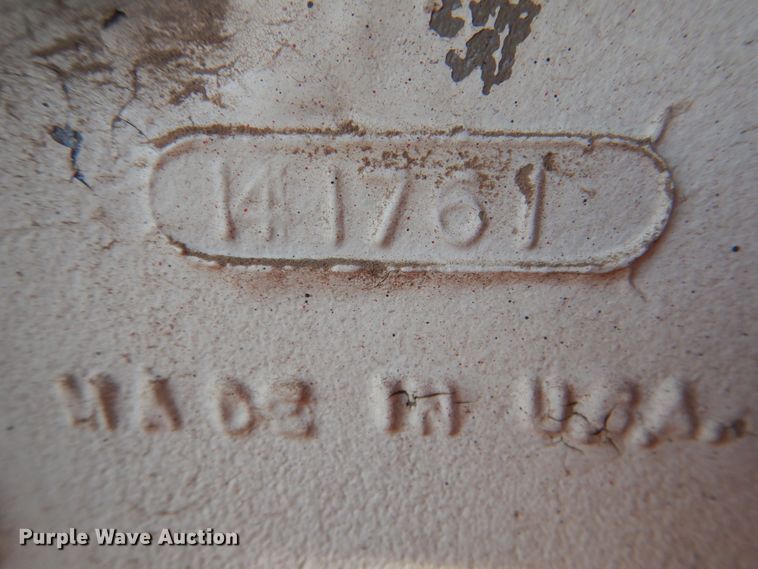 141761
MADE IN U.S.A.
Purple Wave Auction